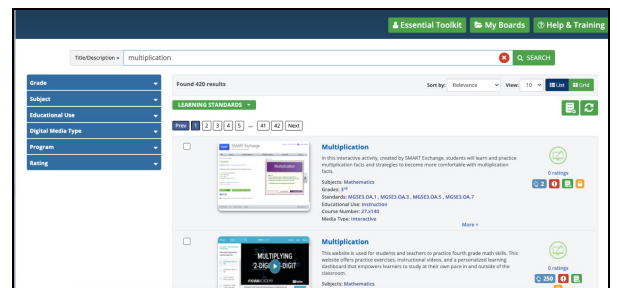 Essential Toolkit
My Boards
Help & Training
Title/Description
multiplication
SEARCH
Grade
Subject
Educational Use
Digital Media Type
Program
Rating
Found 420 results
Sort by: Relevance
View: 10
List
Grid
LEARNING STANDARDS
Prev 1 2 3 4 5 ... 41 42 Next
SMART Exchange
Multiplication
Multiplication
In this interactive activity, created by SMART Exchange, students will learn and practice
multiplication facts and strategies to become more comfortable with multiplication
facts.
Subjects: Mathematics
Grades: 3rd
Standards: MGSE3.OA.1 , MGSE3.OA.3 , MGSE3.OA.5 , MGSE3.OA.7
Educational Use: Instruction
Course Number: 27.x140
Media Type: Interactive
More +
0 ratings
2
MULTIPLYING
2-DIGIT 2-DIGIT
Multiplication
This website is used for students and teachers to practice fourth grade math skills. This
website offers practice exercises, instructional videos, and a personalized learning
dashboard that empowers learners to study at their own pace in and outside of the
classroom.
Subjects: Mathematics
0 ratings
250